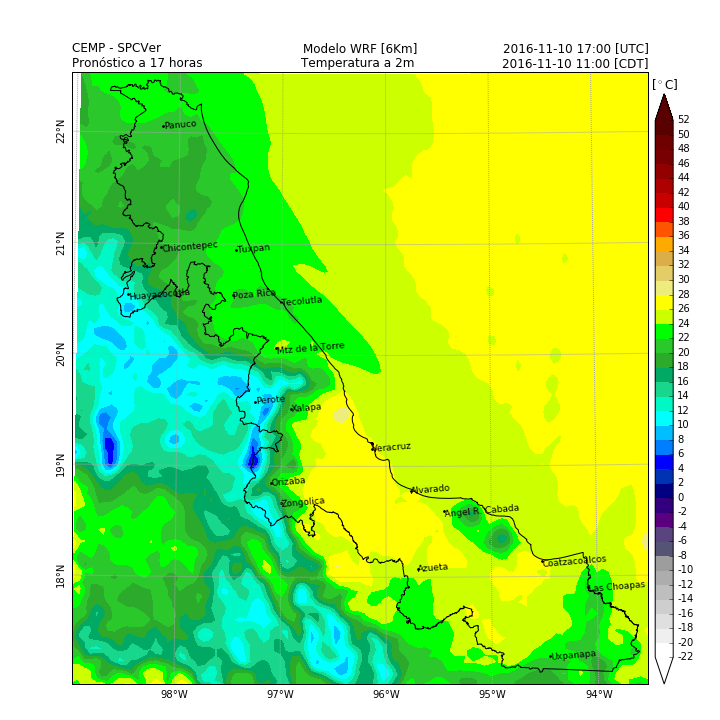 CEMP - SPCVer Modelo WRF [6Km] 2016-11-10 17:00 [UTC]
Pronóstico a 17 horas Temperatura a 2m 2016-11-10 11:00 [CDT]
[°C]
52
50
48
46
44
42
40
38
36
34
32
30
28
26
24
22
20
18
16
14
12
10
8
6
4
2
0
-2
-4
-6
-8
-10
-12
-14
-16
-18
-20
-22
22°N
21°N
20°N
19°N
18°N
Panuco
Chicontepec
Tuxpan
Huayacocotla
Poza Rica
Tecolutla
Mtz de la Torre
Perote
Xalapa
Veracruz
Orizaba
Alvarado
Zongolica
Angel R. Cabada
Azueta
Coatzacoalcos
Las Choapas
Uxpanapa
98°W 97°W 96°W 95°W 94°W